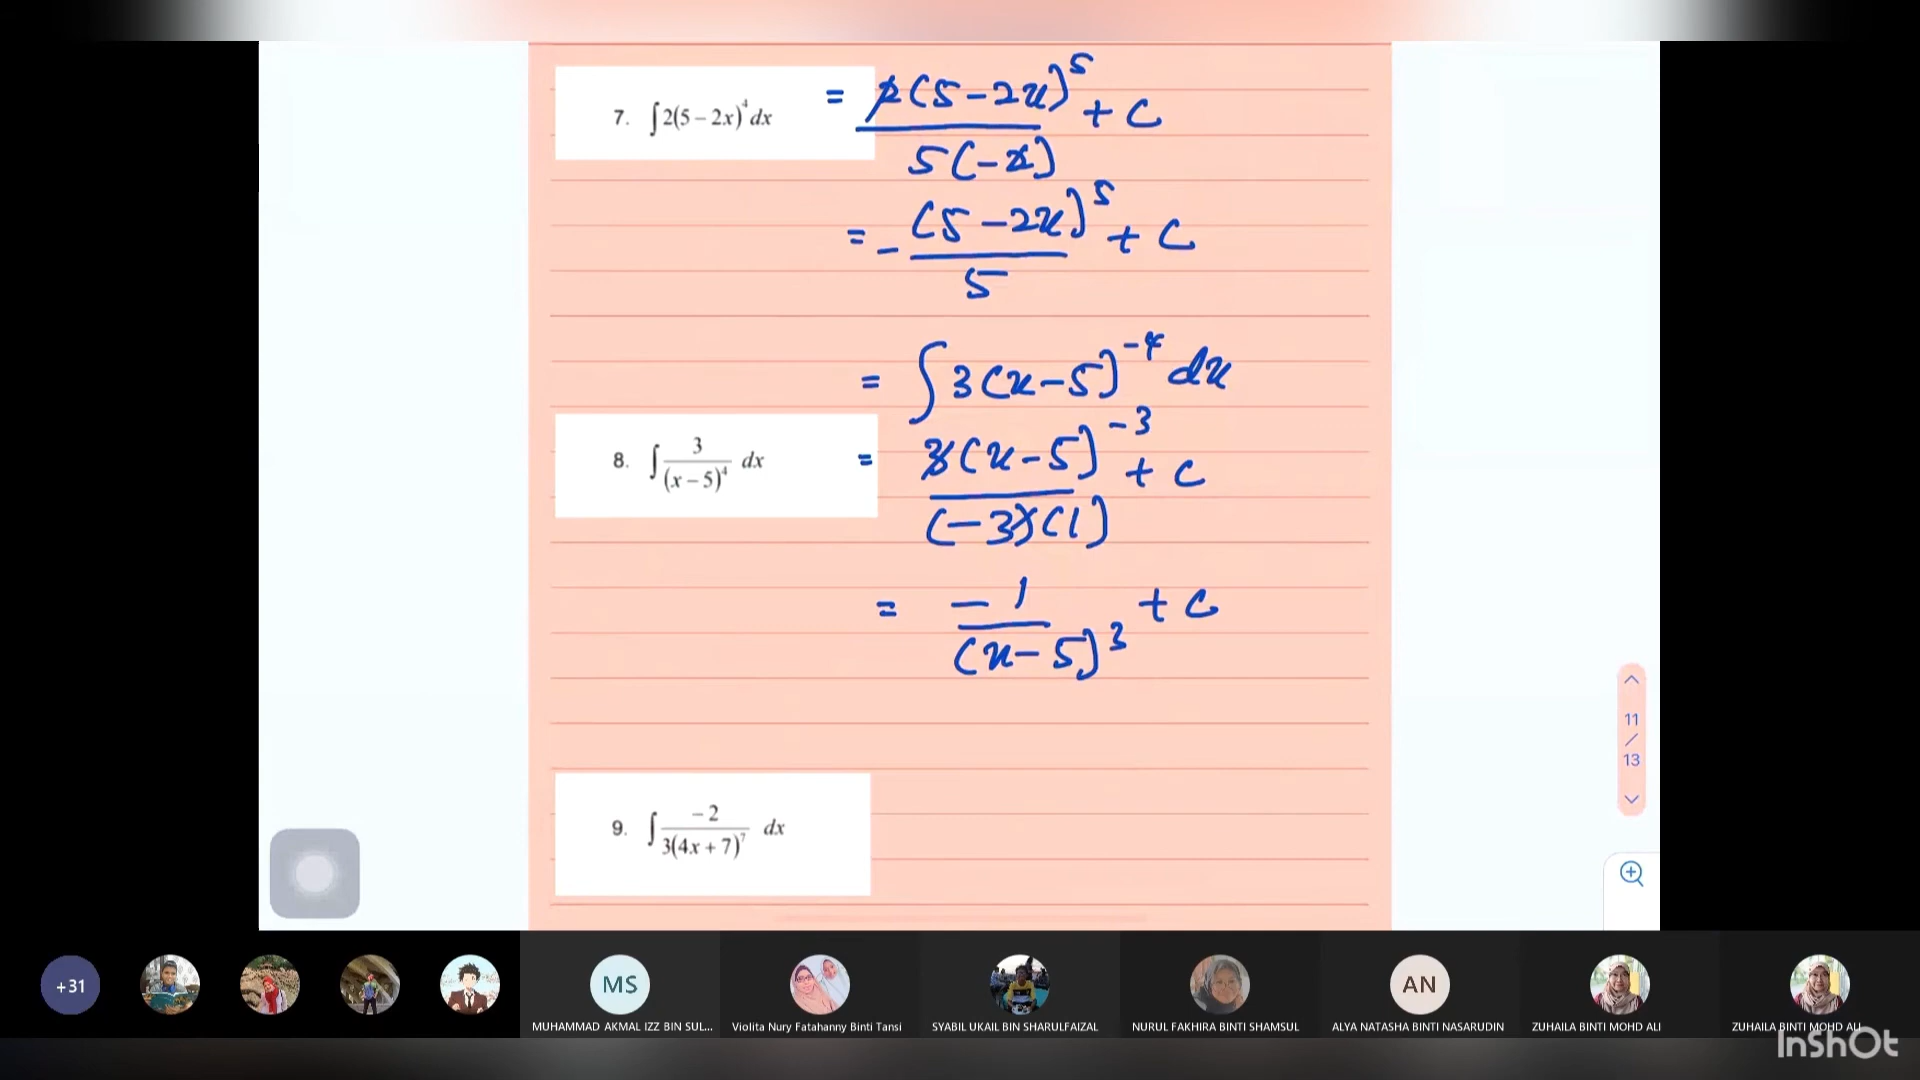 7. ∫2(5 – 2x)⁴ dx = 2(5-2x)⁵ + C
5(-2)
= - (5-2x)⁵ + C
5
= ∫ 3(x-5)⁻⁴ dx
8. ∫ 3 dx = 3(x-5)⁻³ + C
(x – 5)⁴ (-3)(1)
= -1 + C
(x-5)³
11
/
13
9. ∫ -2 dx
3(4x + 7)⁷
+31
MS
AN
MUHAMMAD AKMAL IZZ BIN SUL...
Violita Nury Fatahanny Binti Tansi
SYABIL UKAIL BIN SHARULFAIZAL
NURUL FAKHIRA BINTI SHAMSUL
ALYA NATASHA BINTI NASARUDIN
ZUHAILA BINTI MOHD ALI
ZUHAILA BINTI MOHD ALI
InShOt